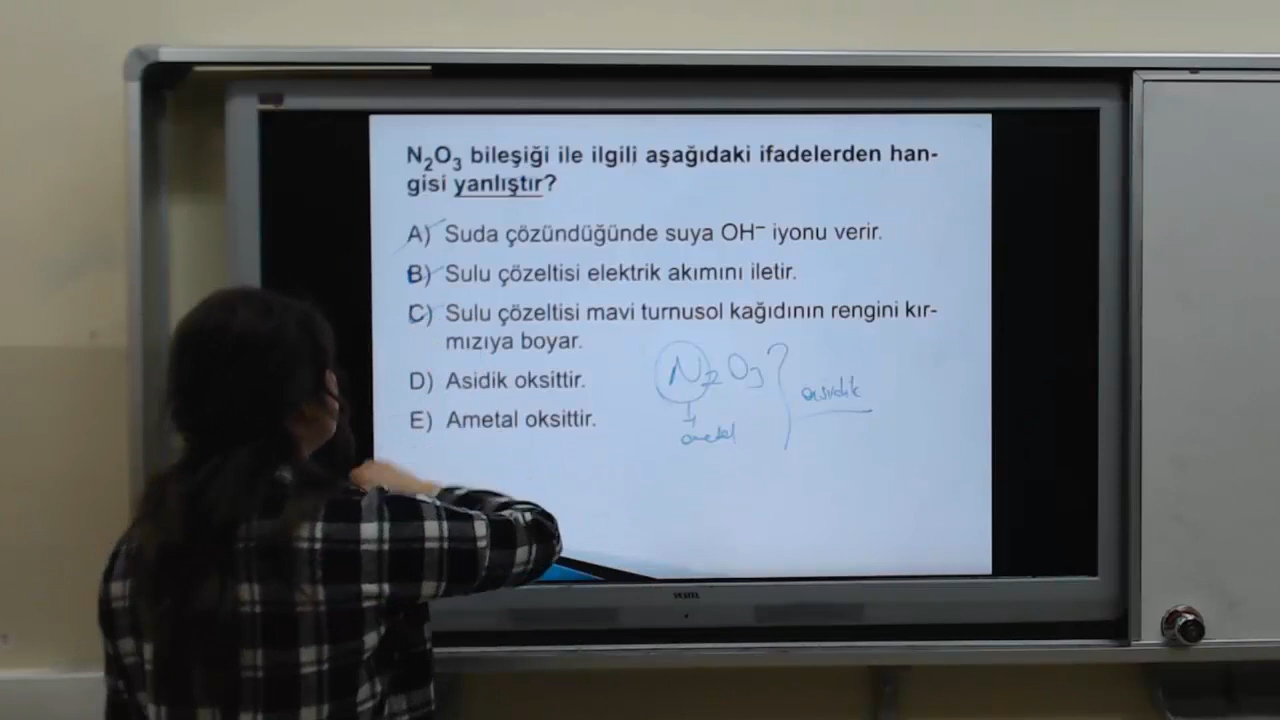 N₂O₃ bileşiği ile ilgili aşağıdaki ifadelerden han-
gisi yanlıştır?
A) Suda çözündüğünde suya OH⁻ iyonu verir.
B) Sulu çözeltisi elektrik akımını iletir.
C) Sulu çözeltisi mavi turnusol kağıdının rengini kır-
mızıya boyar.
D) Asidik oksittir.
E) Ametal oksittir.
N₂O₃
asidik
ametal
VESTEL